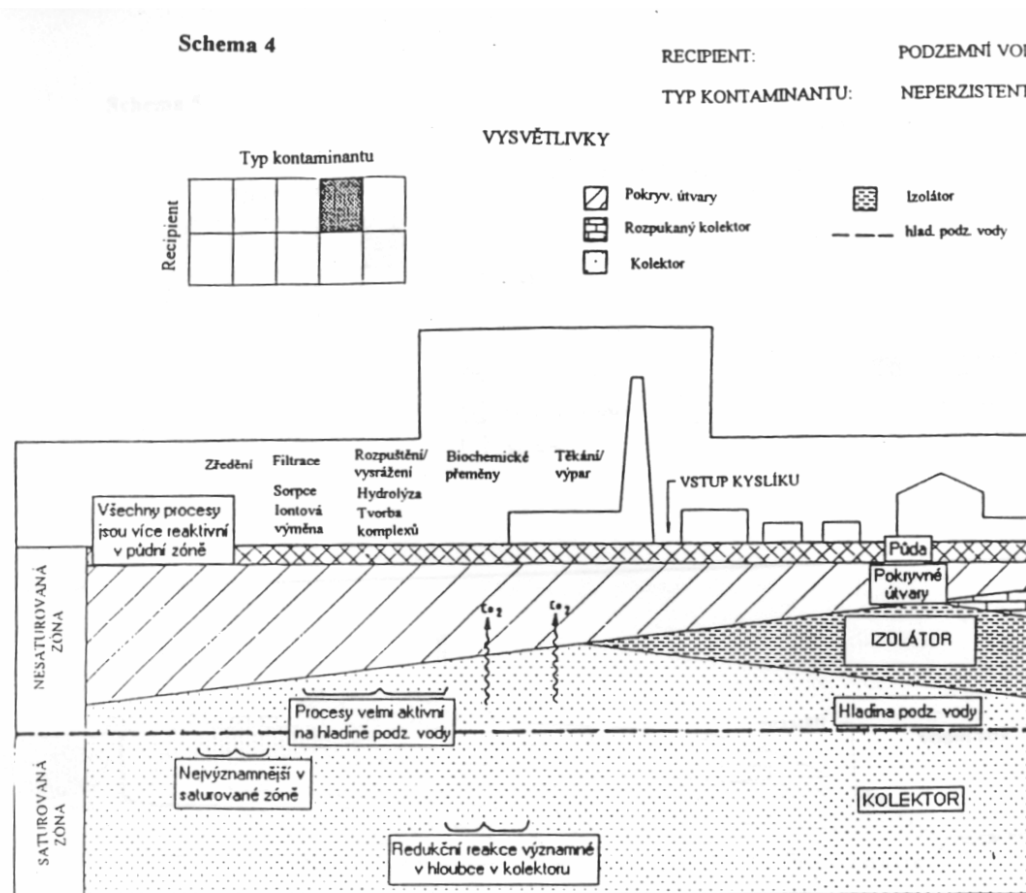 Schema 4
RECIPIENT: PODZEMNÍ VOD
TYP KONTAMINANTU: NEPERZISTENT
VYSVĚTLIVKY
Typ kontaminantu
Recipient
Pokryv. útvary
Rozpukaný kolektor
Kolektor
Izolátor
hlad. podz. vody
Zředění
Filtrace
Sorpce
Iontová
výměna
Rozpuštění/
vysrážení
Hydrolýza
Tvorba
komplexů
Biochemické
přeměny
Těkání/
výpar
VSTUP KYSLÍKU
Všechny procesy
jsou více reaktivní
v půdní zóně
Půda
Pokryvné
útvary
NESATUROVANÁ
ZÓNA
IZOLÁTOR
Procesy velmi aktivní
na hladině podz. vody
Hladina podz. vody
Nejvýznamnější v
saturované zóně
SATUROVANÁ
ZÓNA
KOLEKTOR
Redukční reakce významné
v hloubce v kolektoru